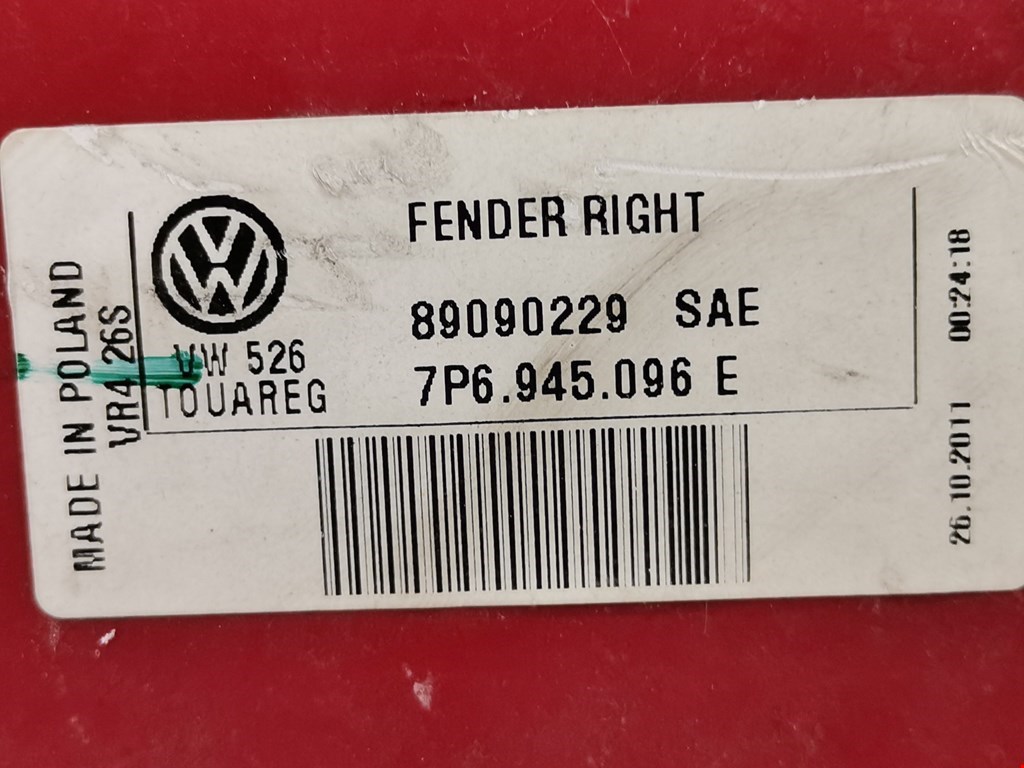 MADE IN POLAND
VR4 26S
VW 526
TOUAREG
FENDER RIGHT
89090229 SAE
7P6.945.096 E
26.10.2011 00:24:18